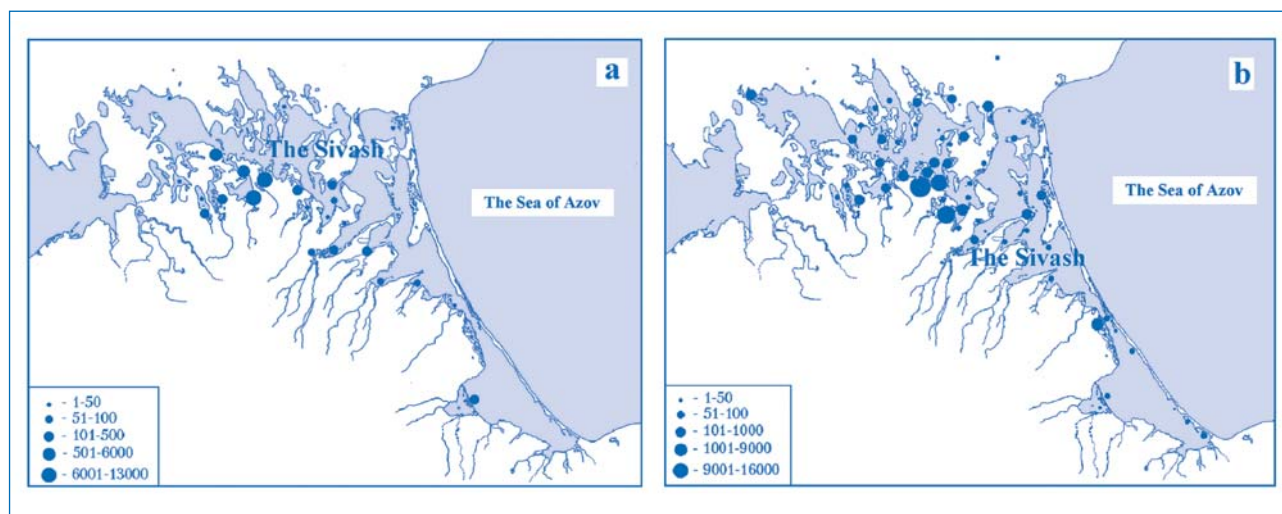 a
The Sivash
The Sea of Azov
- 1-50
- 51-100
- 101-500
- 501-6000
- 6001-13000
b
The Sea of Azov
The Sivash
- 1-50
- 51-100
- 101-1000
- 1001-9000
- 9001-16000